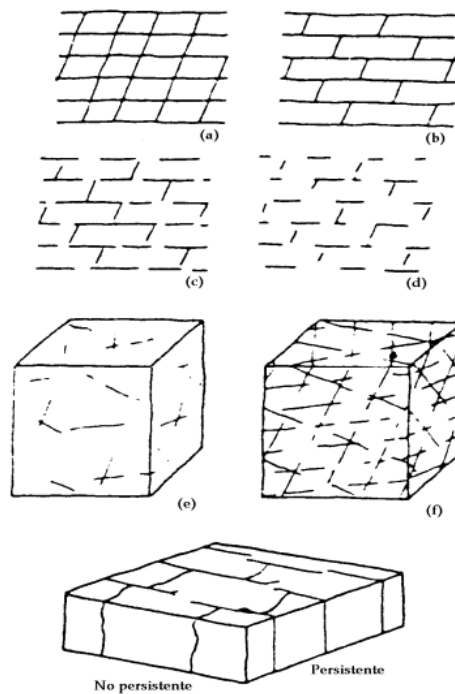 (a)
(b)
(c)
(d)
(e)
(f)
Persistente
No persistente